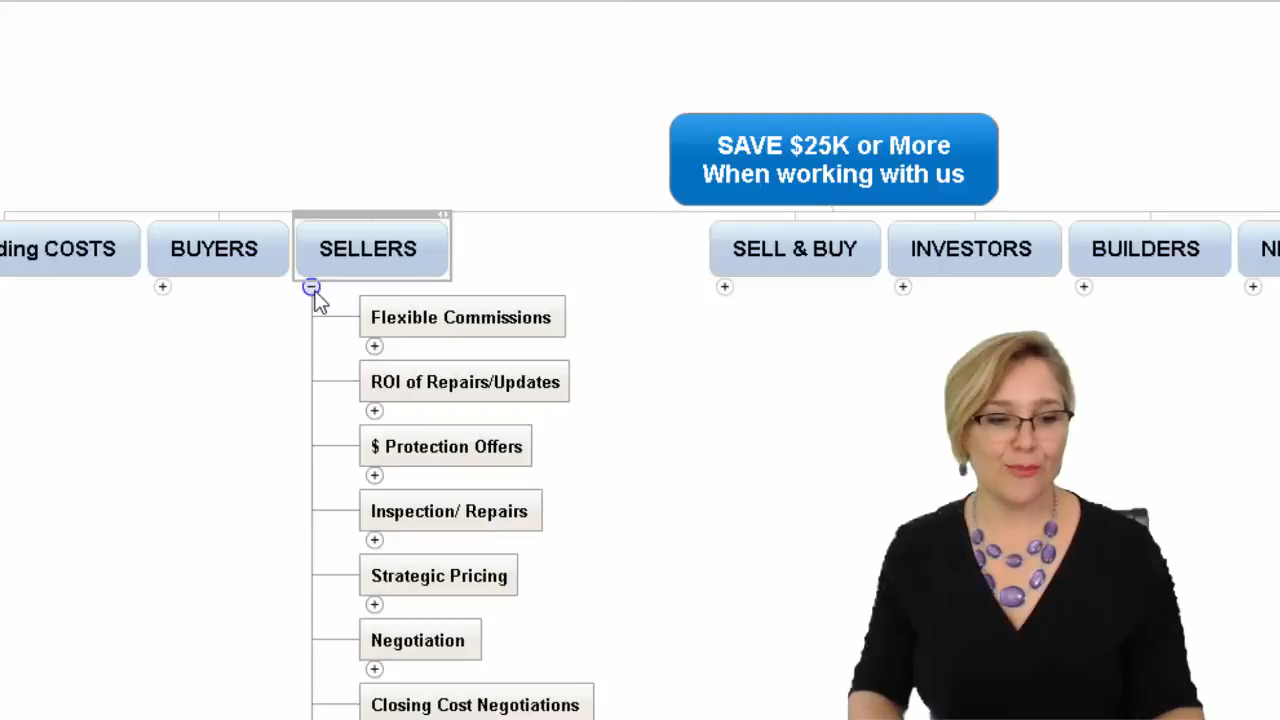 SAVE $25K or More
When working with us
ding COSTS
BUYERS
SELLERS
SELL & BUY
INVESTORS
BUILDERS
Flexible Commissions
ROI of Repairs/Updates
$ Protection Offers
Inspection/ Repairs
Strategic Pricing
Negotiation
Closing Cost Negotiations